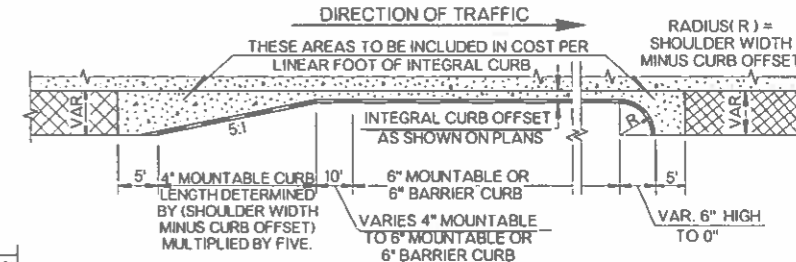 DIRECTION OF TRAFFIC
THESE AREAS TO BE INCLUDED IN COST PER
LINEAR FOOT OF INTEGRAL CURB
RADIUS(R) =
SHOULDER WIDTH
MINUS CURB OFFSET
VAR
5:1
INTEGRAL CURB OFFSET
AS SHOWN ON PLANS
R
VAR
5'
4" MOUNTABLE CURB
LENGTH DETERMINED
BY (SHOULDER WIDTH
MINUS CURB OFFSET)
MULTIPLIED BY FIVE.
10'
6" MOUNTABLE OR
6" BARRIER CURB
VARIES 4" MOUNTABLE
TO 6" MOUNTABLE OR
6" BARRIER CURB
5'
VAR. 6" HIGH
TO 0"